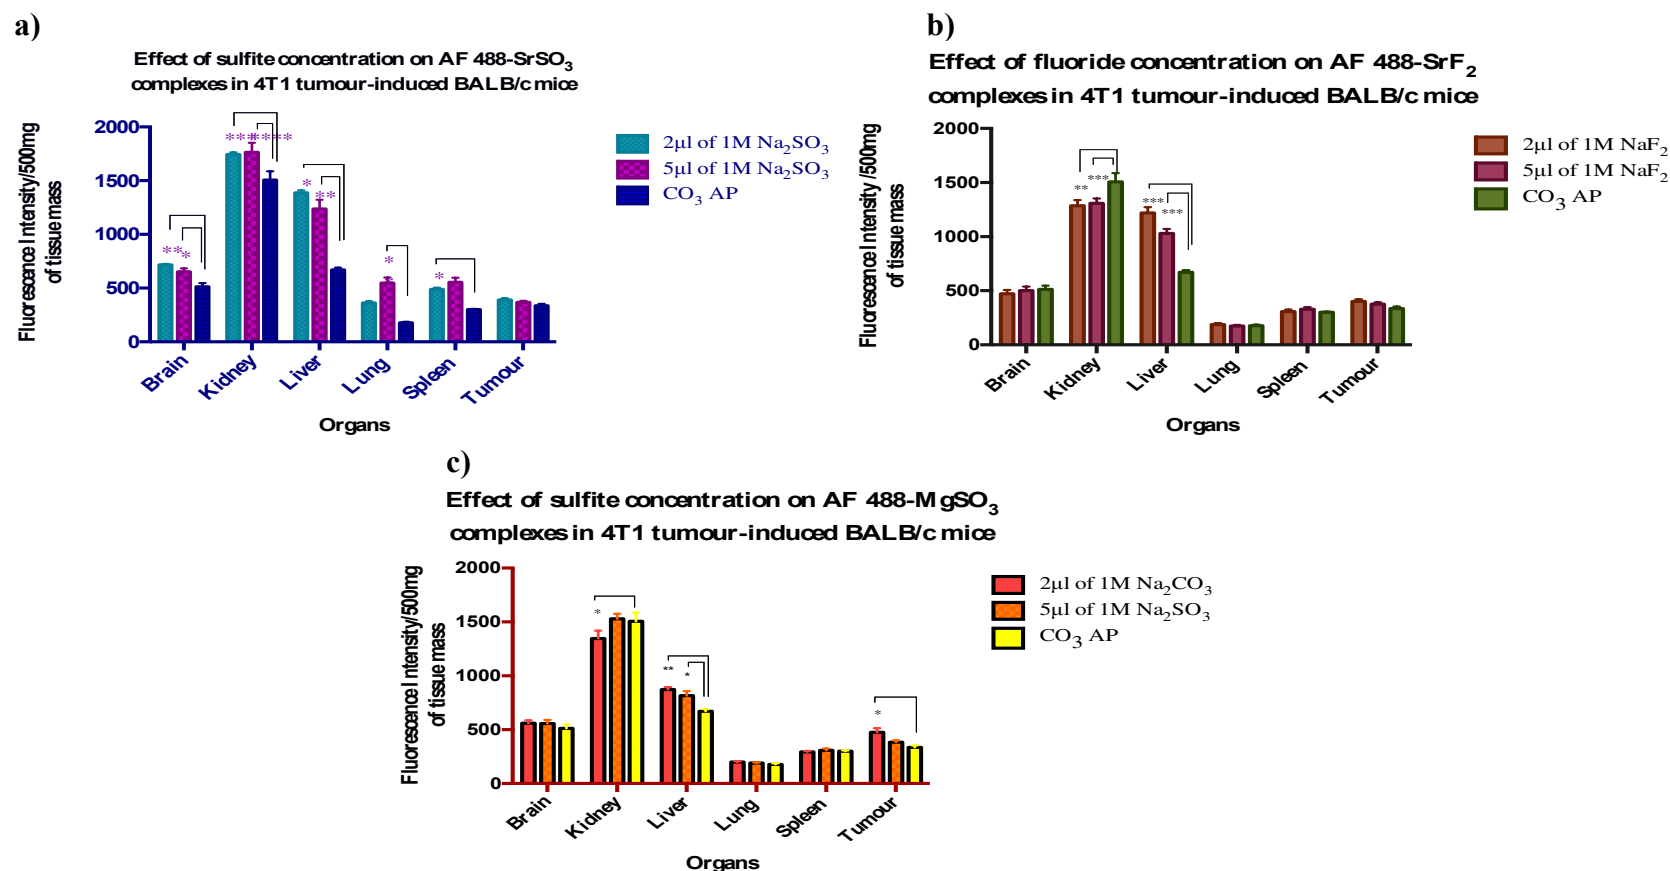 a)
Effect of sulfite concentration on AF 488-SrSO3
complexes in 4T1 tumour-induced BALB/c mice
Fluorescence Intensity/500mg
of tissue mass
2000
1500
1000
500
0
**
*
*******
*
**
*
*
Brain
Kidney
Liver
Lung
Spleen
Tumour
Organs
2µl of 1M Na2SO3
5µl of 1M Na2SO3
CO3 AP
b)
Effect of fluoride concentration on AF 488-SrF2
complexes in 4T1 tumour-induced BALB/c mice
Fluorescence Intensity /500mg
of tissue mass
2000
1500
1000
500
0
**
***
***
***
Brain
Kidney
Liver
Lung
Spleen
Tumour
Organs
2µl of 1M NaF2
5µl of 1M NaF2
CO3 AP
c)
Effect of sulfite concentration on AF 488-MgSO3
complexes in 4T1 tumour-induced BALB/c mice
Fluorescence Intensity/500mg
of tissue mass
2000
1500
1000
500
0
*
**
*
*
Brain
Kidney
Liver
Lung
Spleen
Tumour
Organs
2µl of 1M Na2CO3
5µl of 1M Na2SO3
CO3 AP